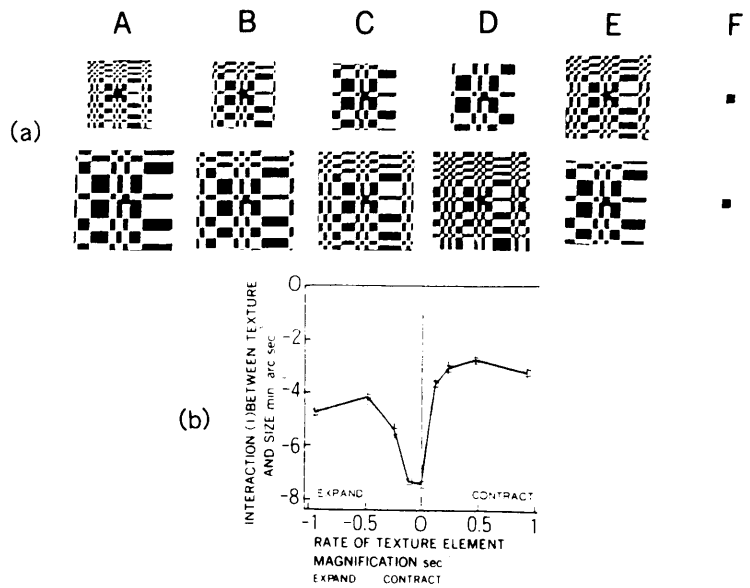 A B C D E F
(a)
(b)
INTERACTION (I) BETWEEN TEXTURE
AND SIZE min arc sec
0
-2
-4
-6
-8
EXPAND CONTRACT
-1 -0.5 0 0.5 1
RATE OF TEXTURE ELEMENT
MAGNIFICATION sec
EXPAND CONTRACT